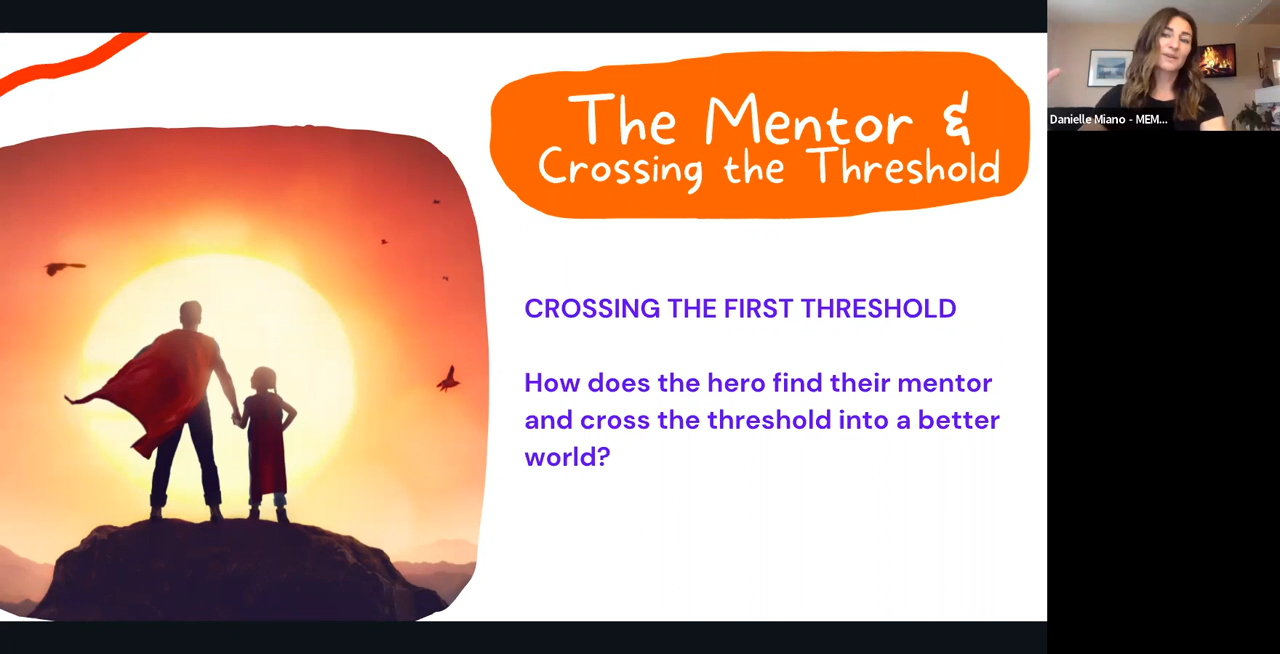 The Mentor &
Crossing the Threshold
CROSSING THE FIRST THRESHOLD
How does the hero find their mentor
and cross the threshold into a better
world?
Danielle Miano - MEM...